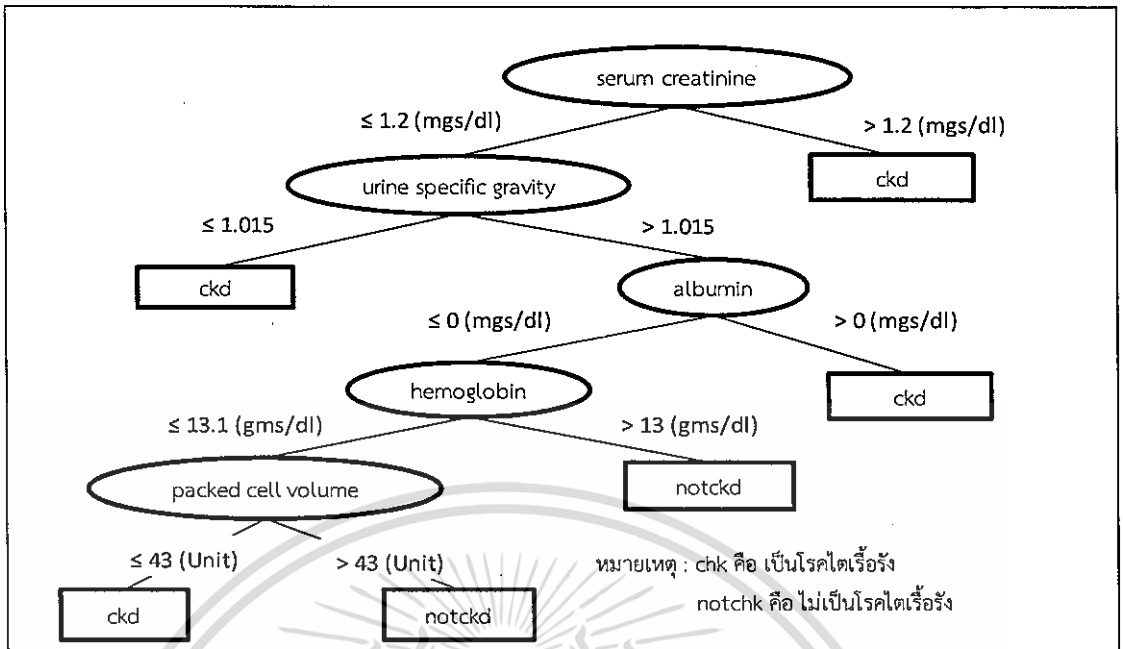 serum creatinine
≤ 1.2 (mgs/dl)
> 1.2 (mgs/dl)
urine specific gravity
ckd
≤ 1.015
> 1.015
ckd
albumin
≤ 0 (mgs/dl)
> 0 (mgs/dl)
hemoglobin
ckd
≤ 13.1 (gms/dl)
> 13 (gms/dl)
packed cell volume
notckd
≤ 43 (Unit)
> 43 (Unit)
หมายเหตุ : chk คือ เป็นโรคไตเรื้อรัง
notchk คือ ไม่เป็นโรคไตเรื้อรัง
ckd
notckd